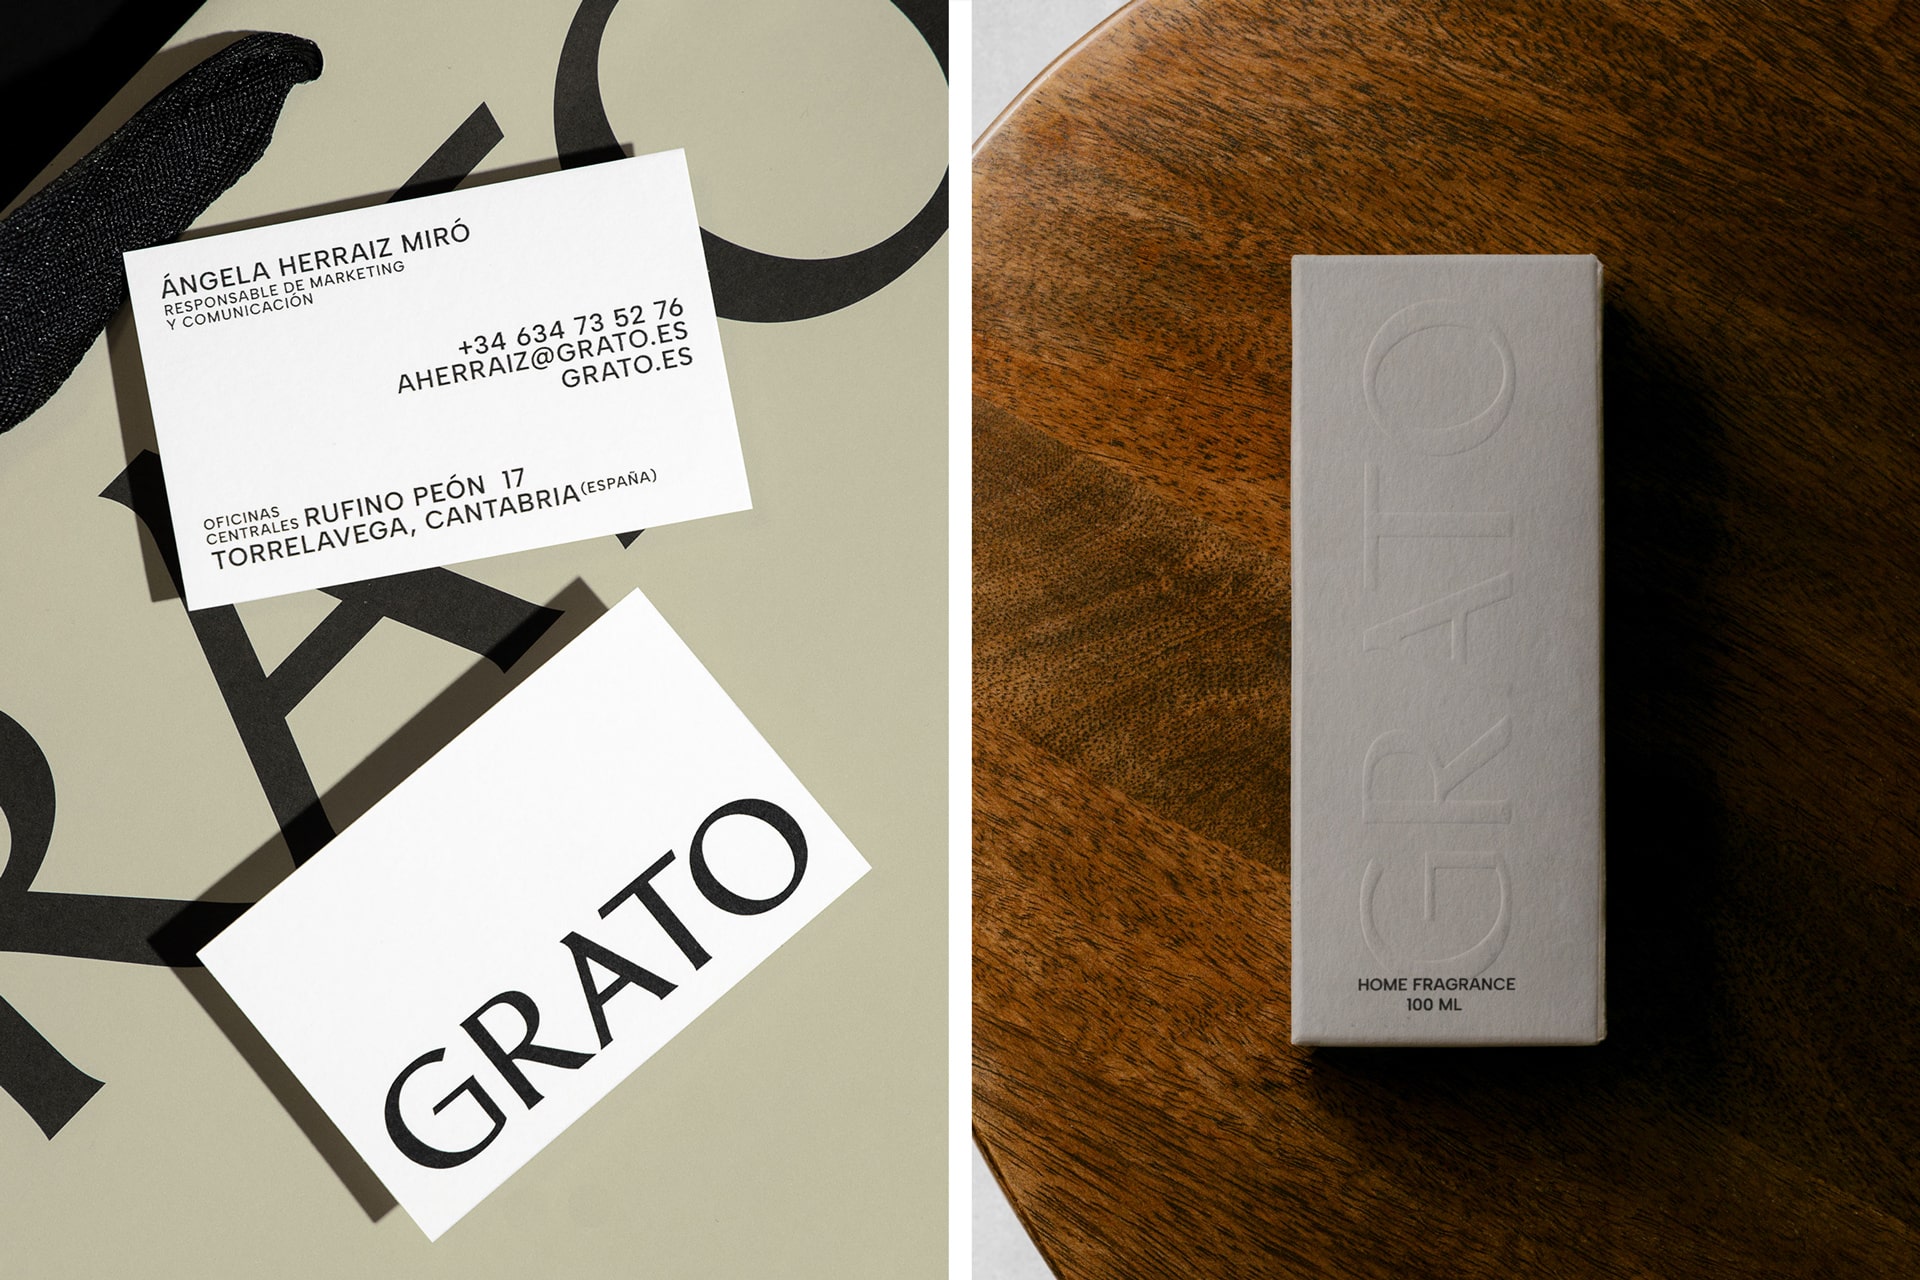 ÁNGELA HERRAIZ MIRÓ
RESPONSABLE DE MARKETING
Y COMUNICACIÓN
+34 634 73 52 76
AHERRAIZ@GRATO.ES
GRATO.ES
OFICINAS
CENTRALES RUFINO PEÓN 17
TORRELAVEGA, CANTABRIA (ESPAÑA)
GRATO
RATO
GRATO
HOME FRAGRANCE
100 ML